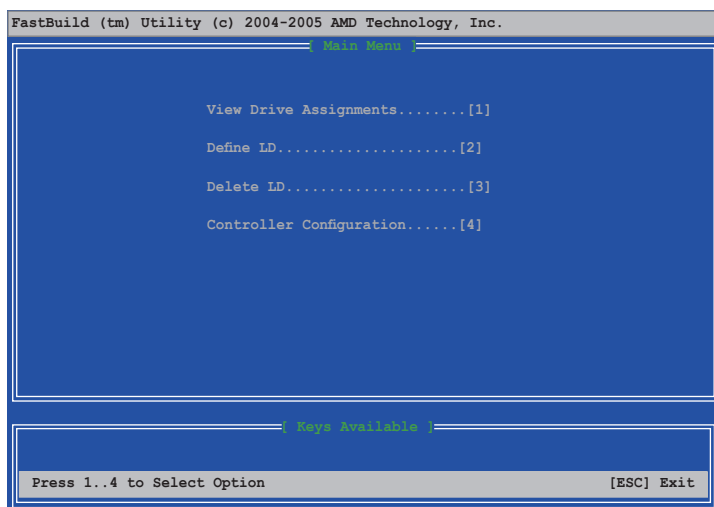 FastBuild (tm) Utility (c) 2004-2005 AMD Technology, Inc.
[ Main Menu ]
View Drive Assignments........[1]
Define LD.....................[2]
Delete LD.....................[3]
Controller Configuration......[4]
[ Keys Available ]
Press 1..4 to Select Option [ESC] Exit